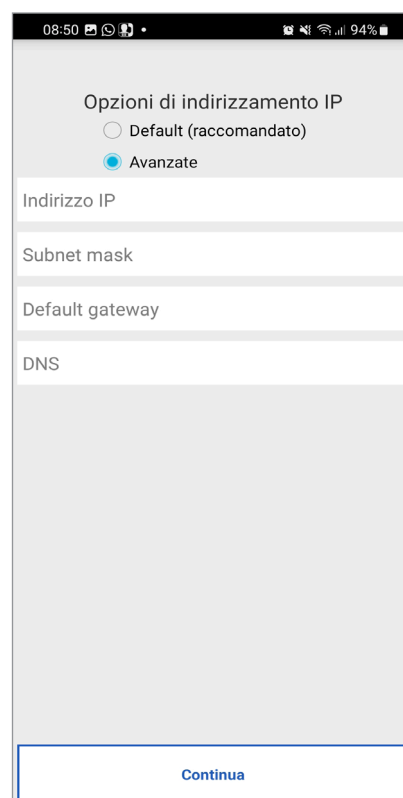 08:50
94%
Opzioni di indirizzamento IP
Default (raccomandato)
Avanzate
Indirizzo IP
Subnet mask
Default gateway
DNS
Continua